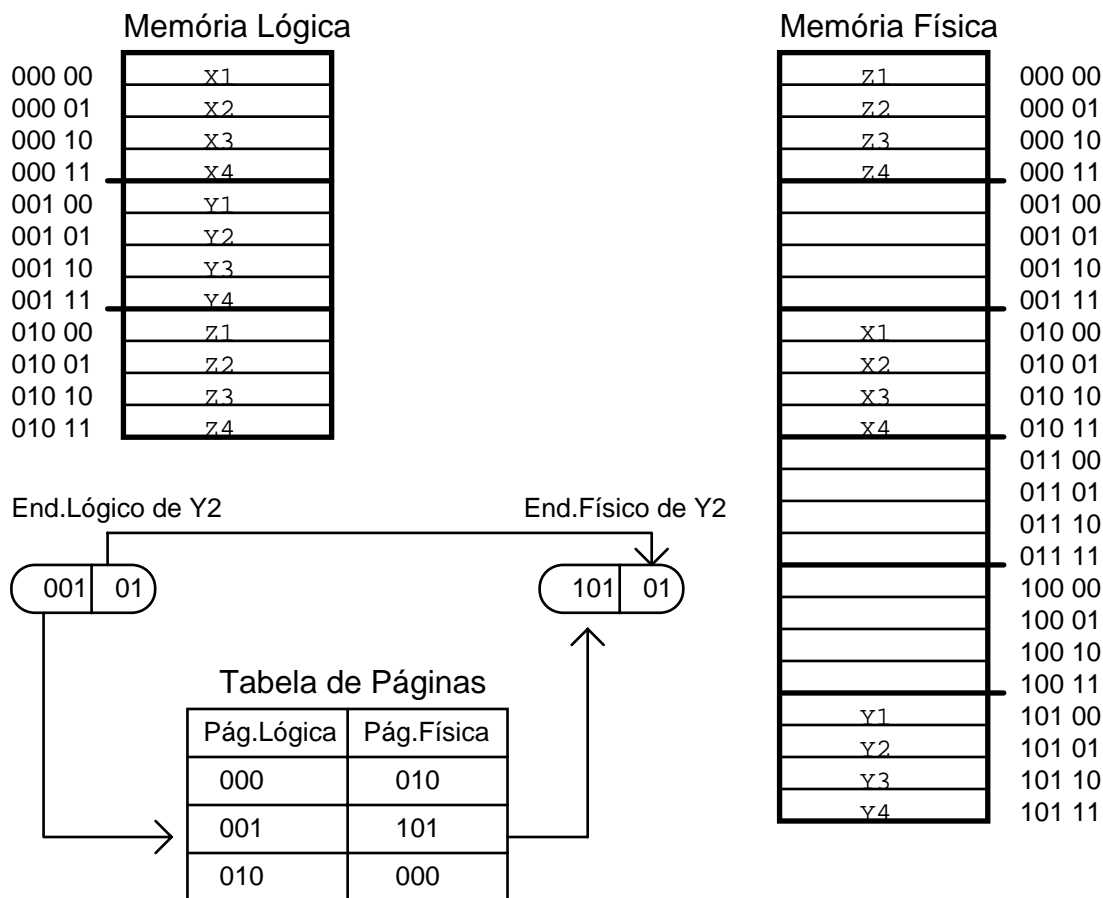 Memória Lógica
000 00 X1
000 01 X2
000 10 X3
000 11 X4
001 00 Y1
001 01 Y2
001 10 Y3
001 11 Y4
010 00 Z1
010 01 Z2
010 10 Z3
010 11 Z4
Memória Física
Z1 000 00
Z2 000 01
Z3 000 10
Z4 000 11
001 00
001 01
001 10
001 11
X1 010 00
X2 010 01
X3 010 10
X4 010 11
011 00
011 01
011 10
011 11
100 00
100 01
100 10
100 11
Y1 101 00
Y2 101 01
Y3 101 10
Y4 101 11
End.Lógico de Y2
End.Físico de Y2
001 01
101 01
Tabela de Páginas
Pág.Lógica Pág.Física
000 010
001 101
010 000